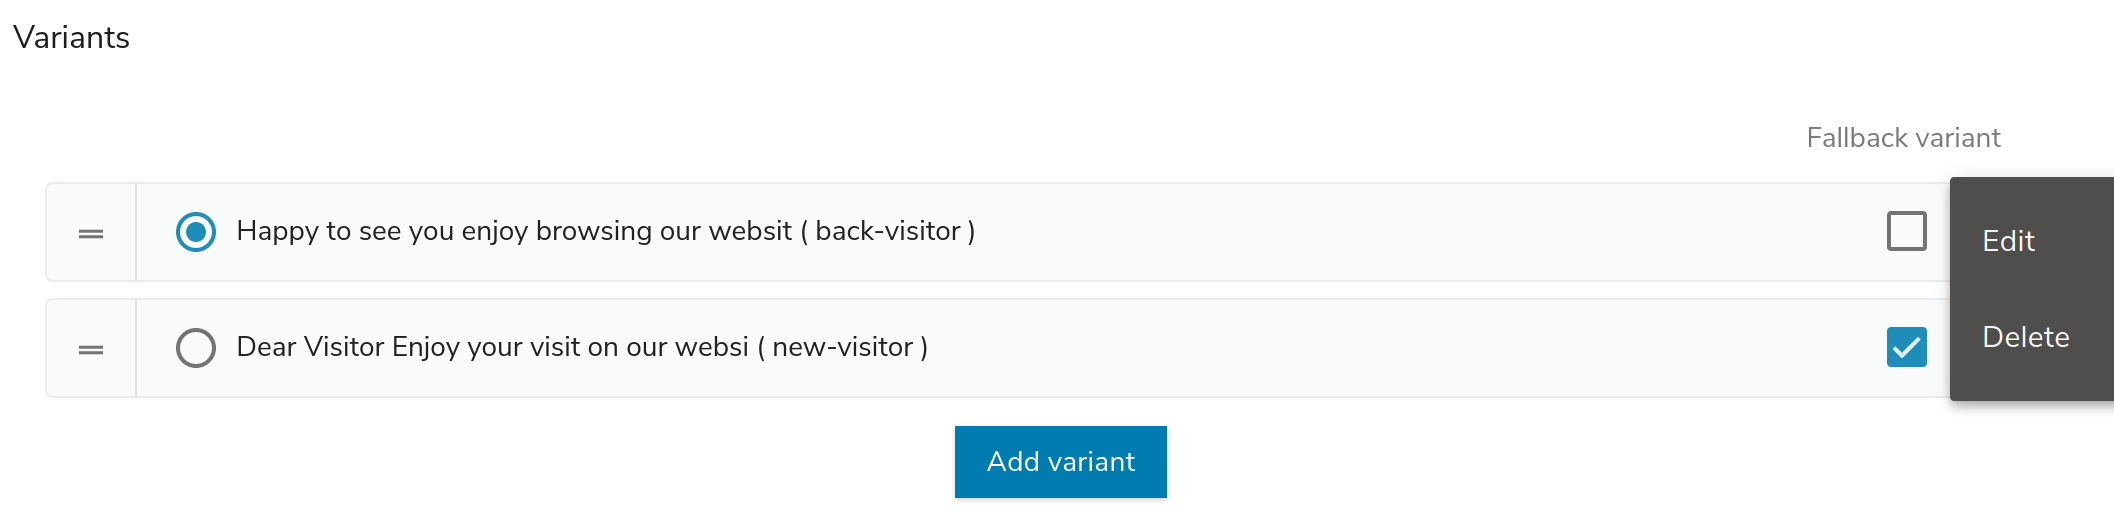 Variants
Fallback variant
Happy to see you enjoy browsing our websit ( back-visitor )
Edit
Dear Visitor Enjoy your visit on our websi ( new-visitor )
Delete
Add variant